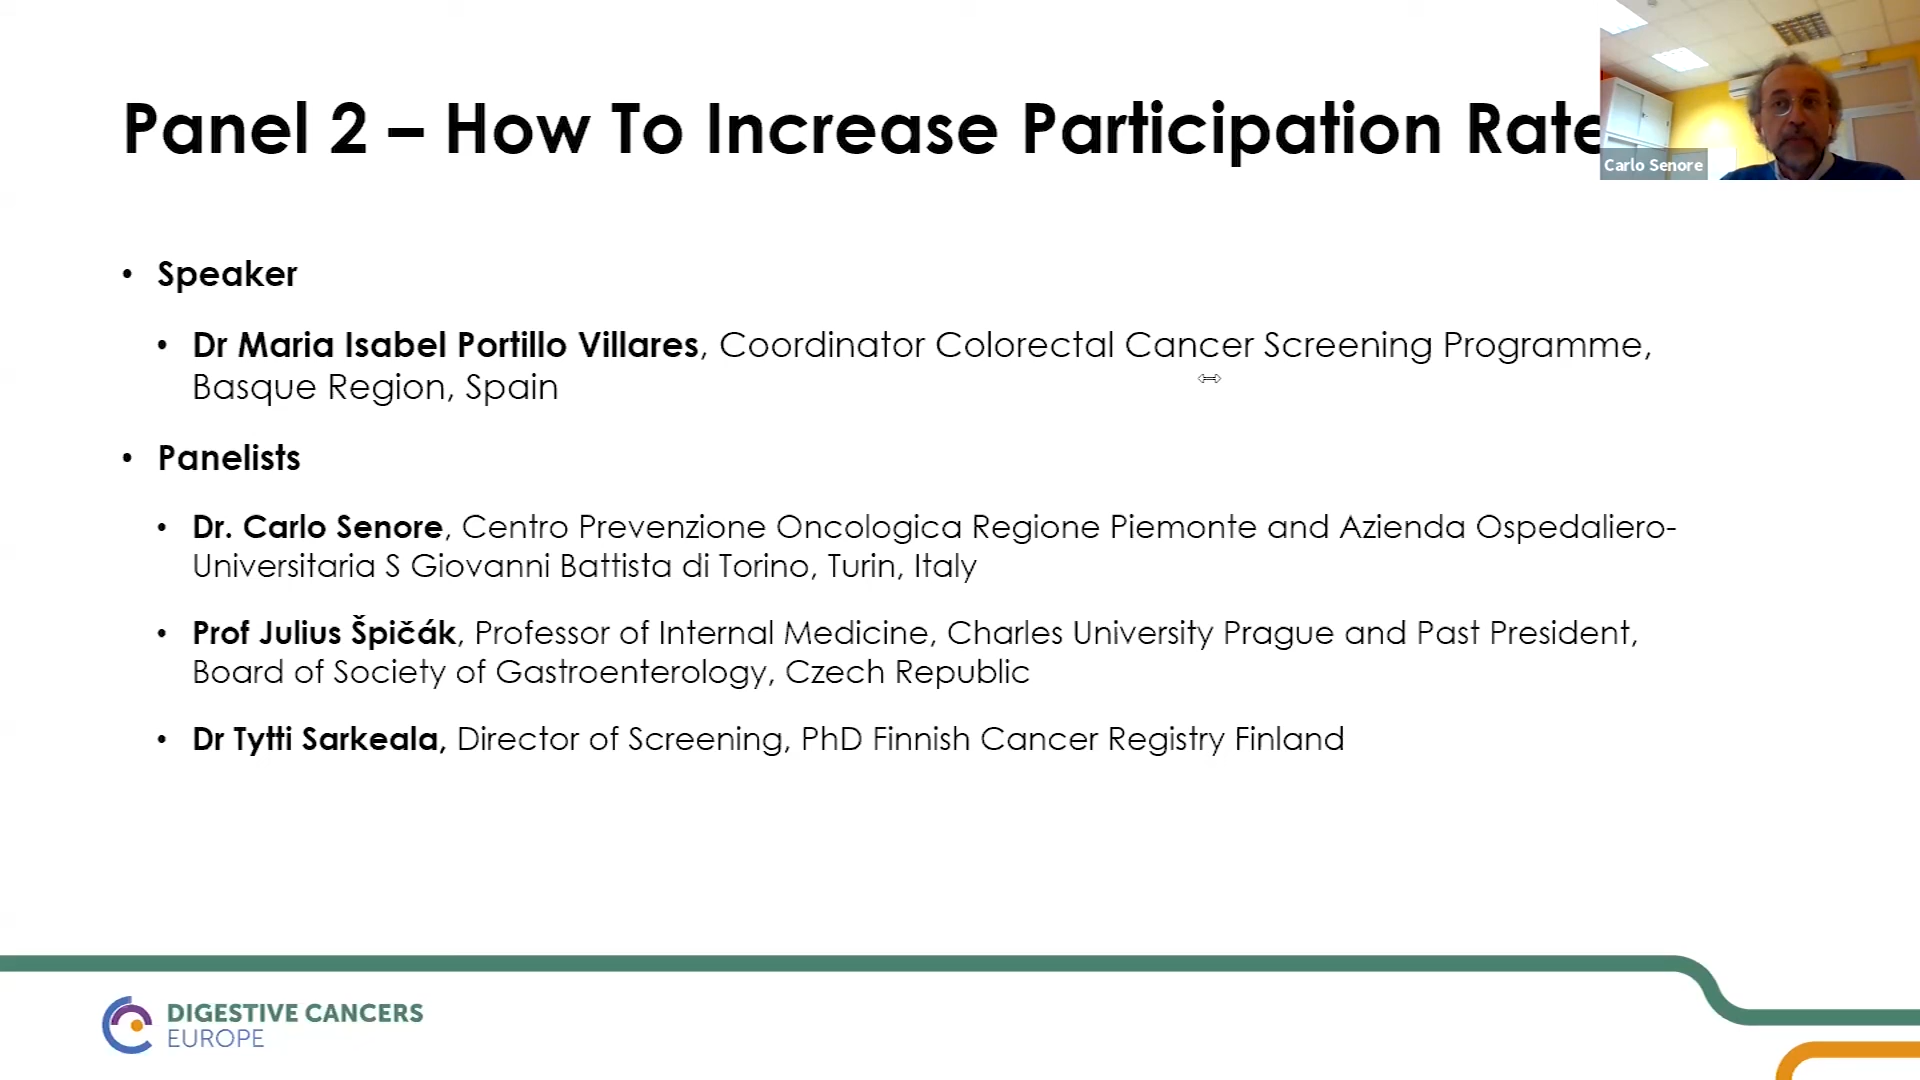 Panel 2 – How To Increase Participation Rate
Carlo Senore
• Speaker
• Dr Maria Isabel Portillo Villares, Coordinator Colorectal Cancer Screening Programme,
Basque Region, Spain
• Panelists
• Dr. Carlo Senore, Centro Prevenzione Oncologica Regione Piemonte and Azienda Ospedaliero-
Universitaria S Giovanni Battista di Torino, Turin, Italy
• Prof Julius Špičák, Professor of Internal Medicine, Charles University Prague and Past President,
Board of Society of Gastroenterology, Czech Republic
• Dr Tytti Sarkeala, Director of Screening, PhD Finnish Cancer Registry Finland
DIGESTIVE CANCERS
EUROPE